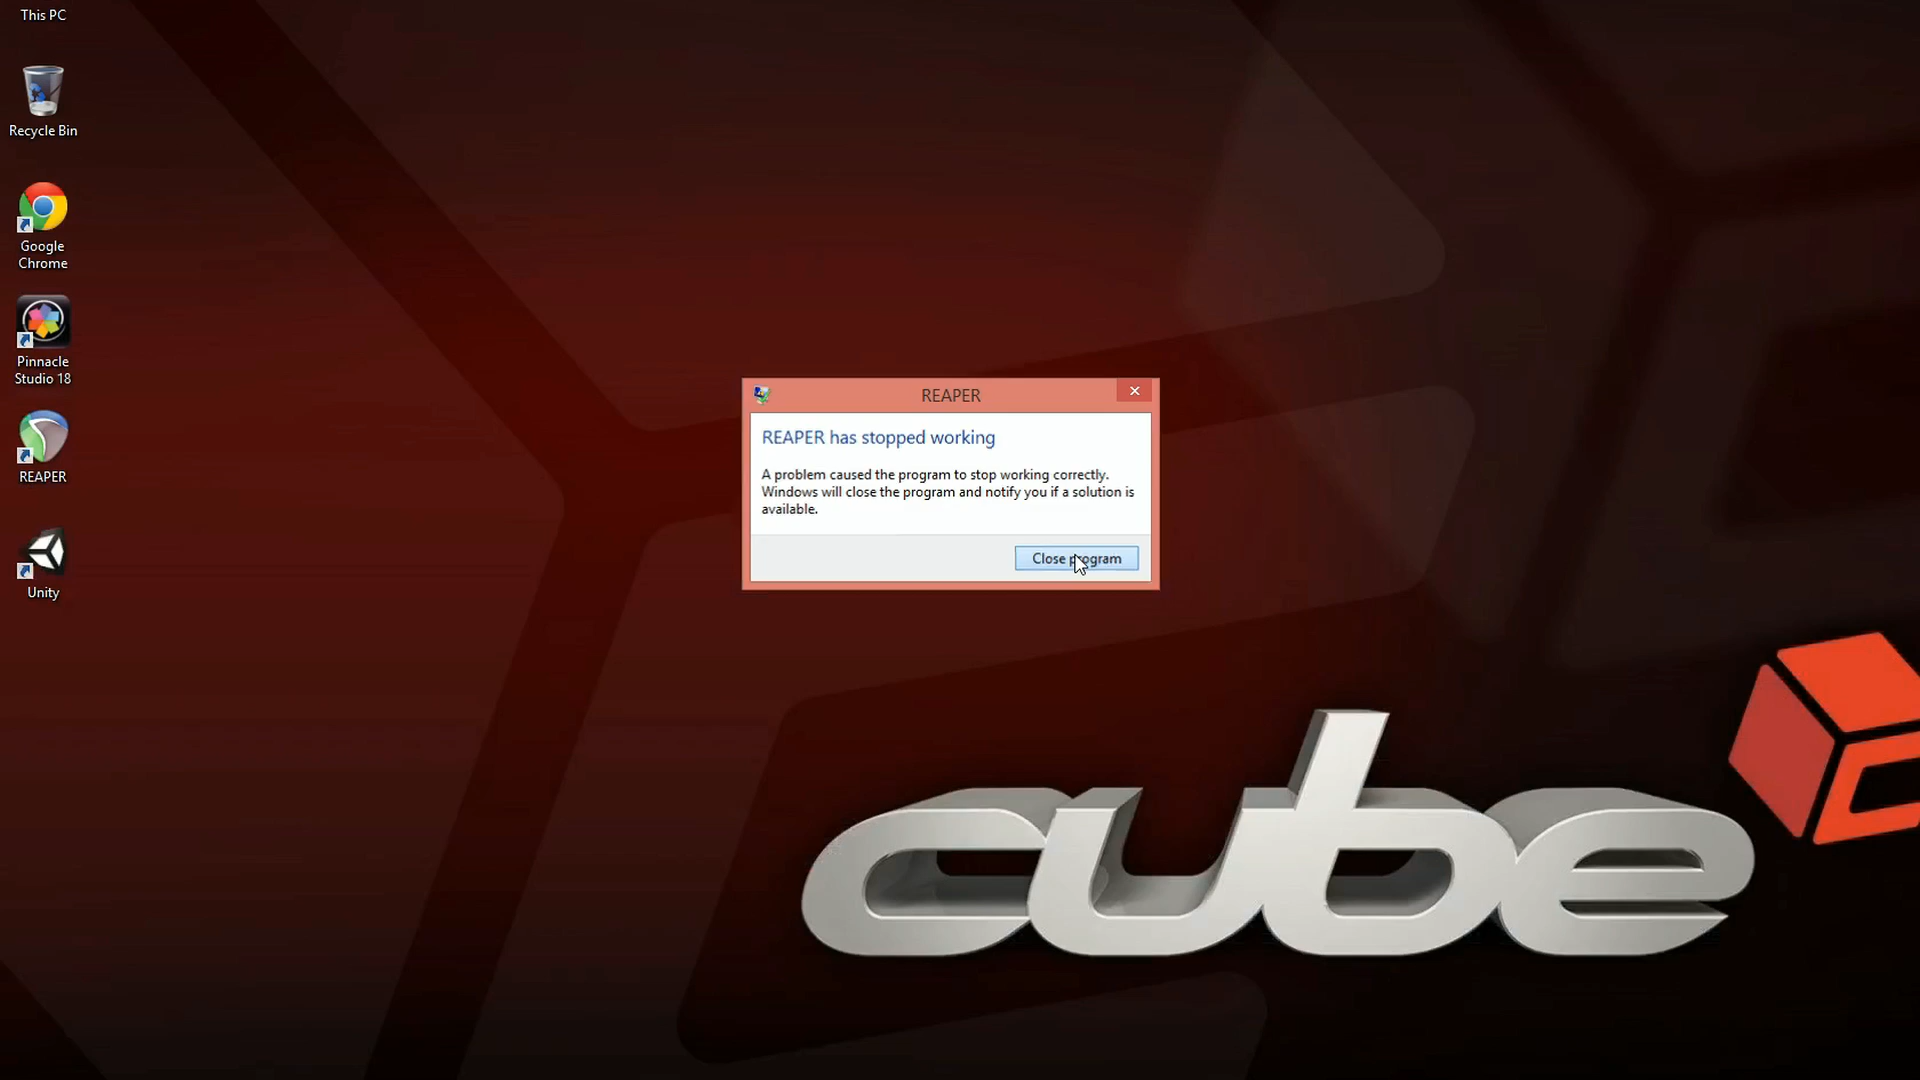 This PC
Recycle Bin
Google
Chrome
Pinnacle
Studio 18
REAPER
Unity
REAPER
REAPER has stopped working
A problem caused the program to stop working correctly.
Windows will close the program and notify you if a solution is
available.
Close program
cube